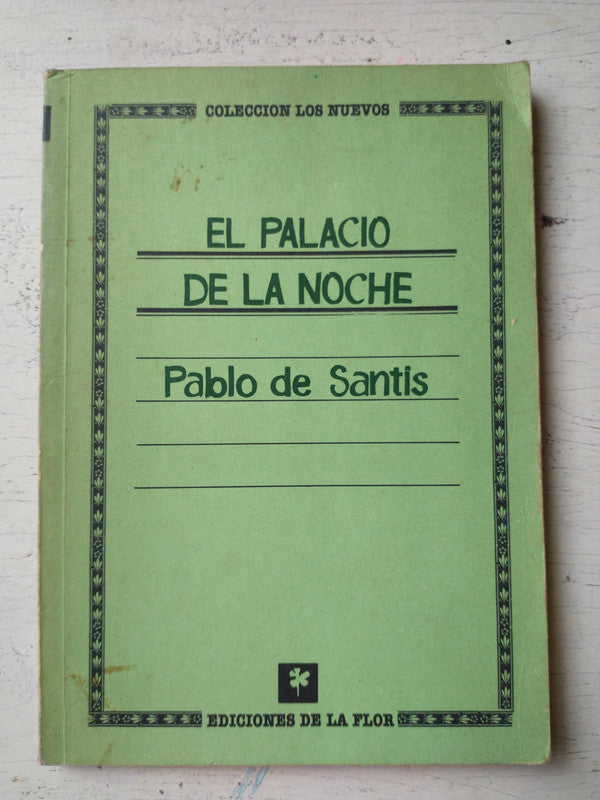 COLECCION LOS NUEVOS
EL PALACIO
DE LA NOCHE
Pablo de Santis
EDICIONES DE LA FLOR